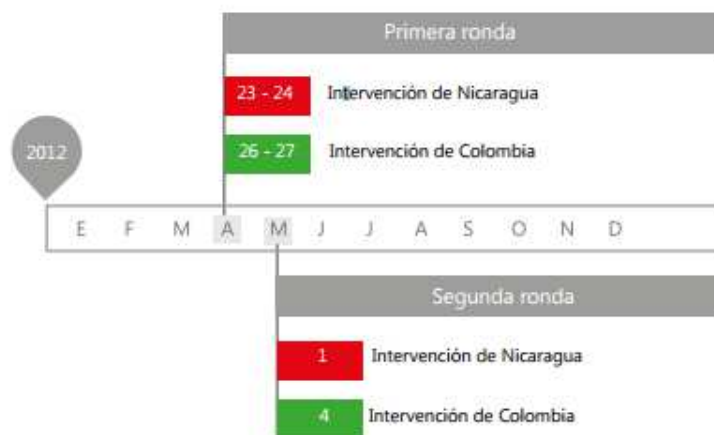 Primera ronda
23 - 24 Intervención de Nicaragua
26 - 27 Intervención de Colombia
2012
E F M A M J J A S O N D
Segunda ronda
1 Intervención de Nicaragua
4 Intervención de Colombia